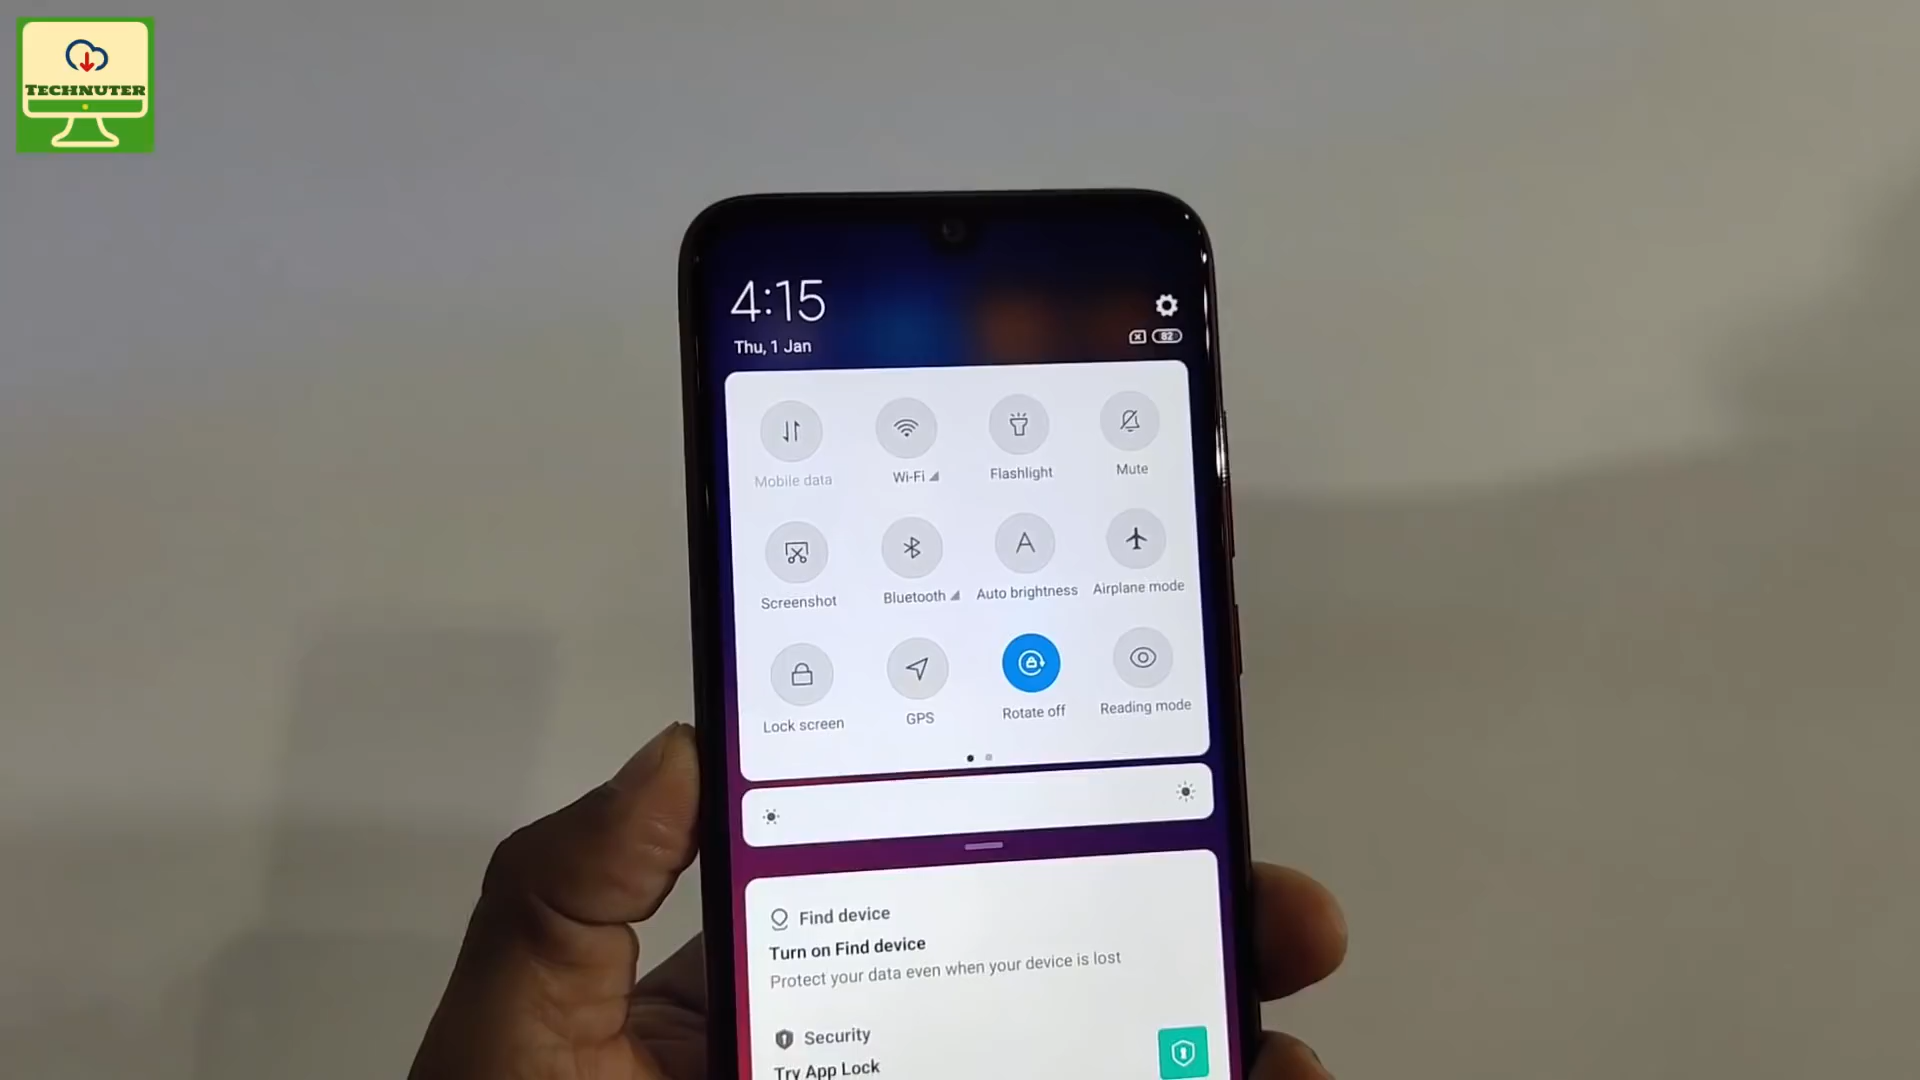 TECHNUTER
4:15
Thu, 1 Jan
82
Mobile data
Wi-Fi
Flashlight
Mute
Screenshot
Bluetooth
A
Auto brightness
Airplane mode
Lock screen
GPS
Rotate off
Reading mode
Find device
Turn on Find device
Protect your data even when your device is lost
Security
Try App Lock